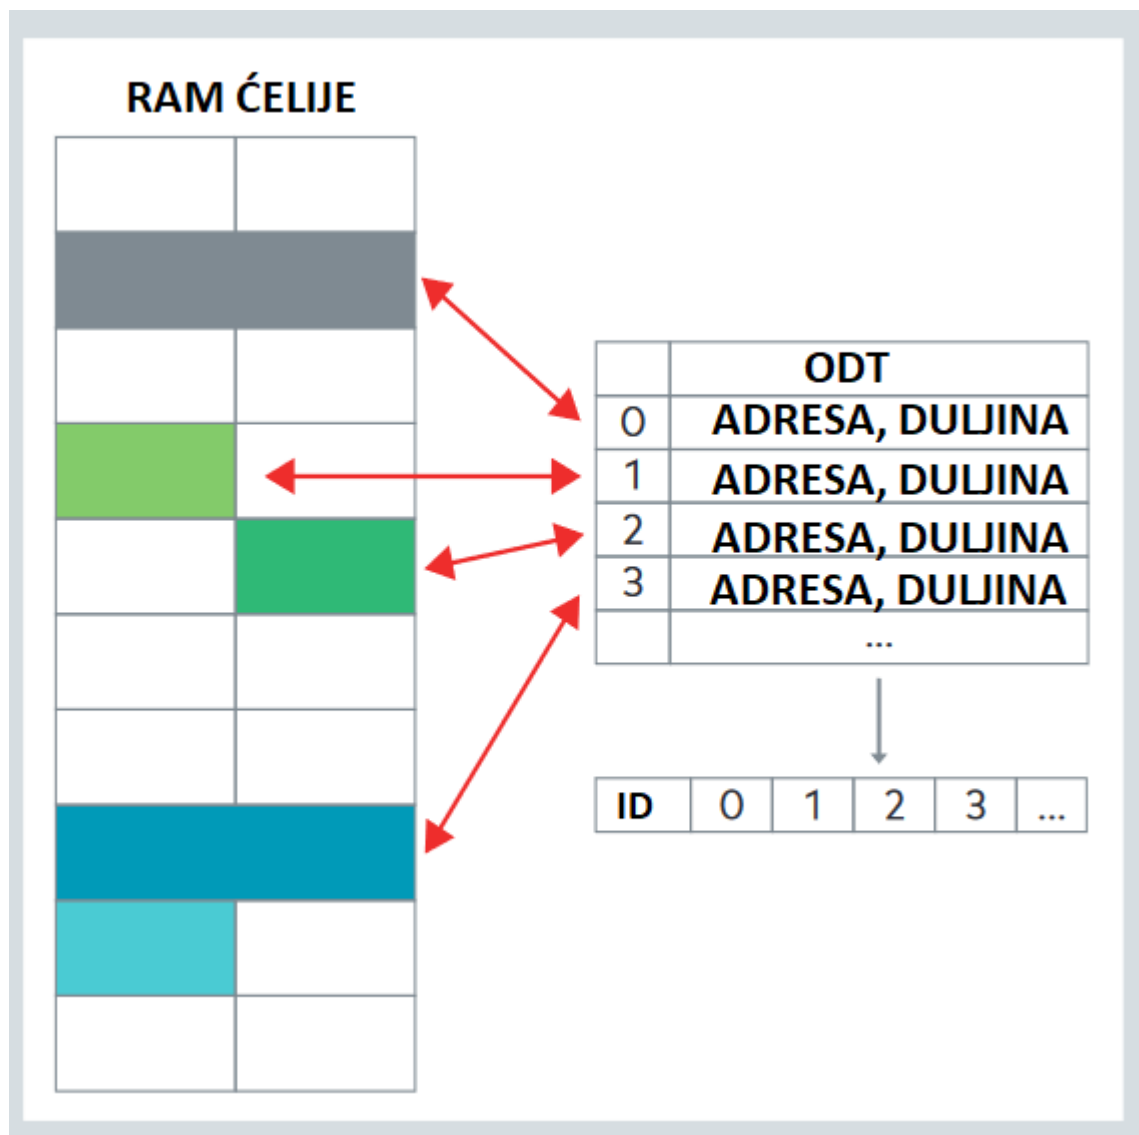 RAM ĆELIJE
ODT
0 ADRESA, DULJINA
1 ADRESA, DULJINA
2 ADRESA, DULJINA
3 ADRESA, DULJINA
...
ID 0 1 2 3 ...